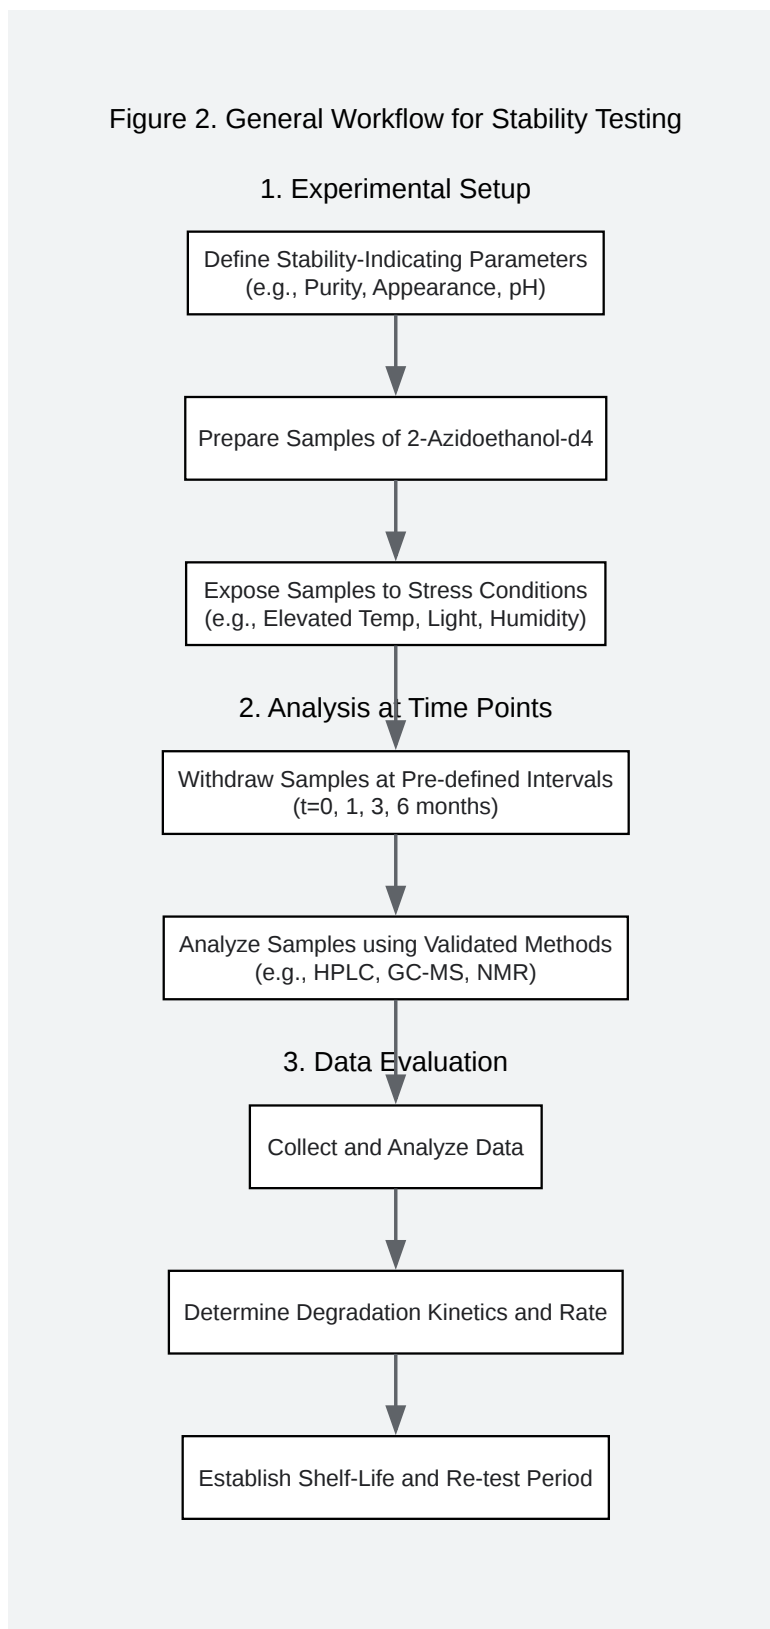 Figure 2. General Workflow for Stability Testing
1. Experimental Setup
Define Stability-Indicating Parameters
(e.g., Purity, Appearance, pH)
Prepare Samples of 2-Azidoethanol-d4
Expose Samples to Stress Conditions
(e.g., Elevated Temp, Light, Humidity)
2. Analysis at Time Points
Withdraw Samples at Pre-defined Intervals
(t=0, 1, 3, 6 months)
Analyze Samples using Validated Methods
(e.g., HPLC, GC-MS, NMR)
3. Data Evaluation
Collect and Analyze Data
Determine Degradation Kinetics and Rate
Establish Shelf-Life and Re-test Period